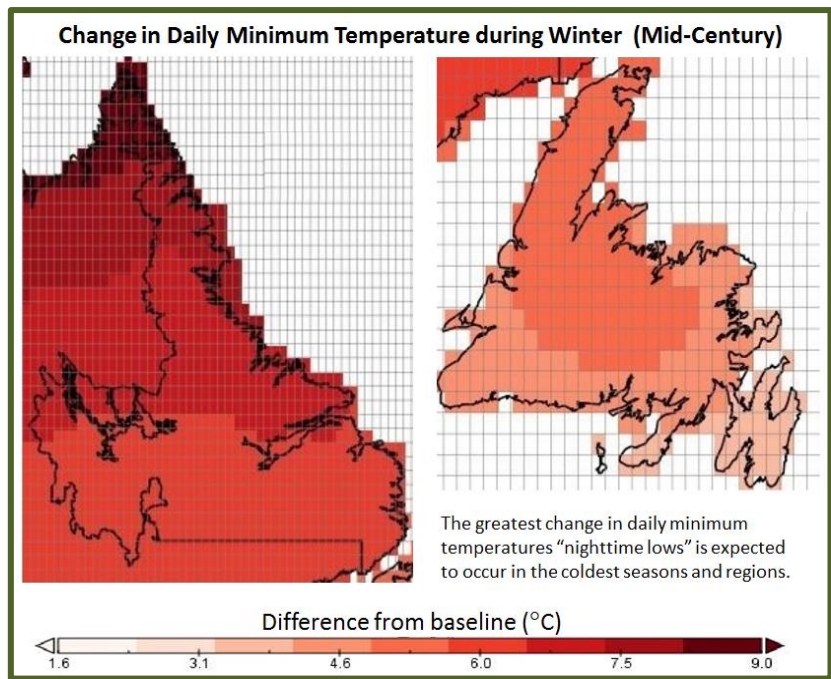 Change in Daily Minimum Temperature during Winter (Mid-Century)
The greatest change in daily minimum
temperatures “nighttime lows” is expected
to occur in the coldest seasons and regions.
Difference from baseline (°C)
1.6 3.1 4.6 6.0 7.5 9.0